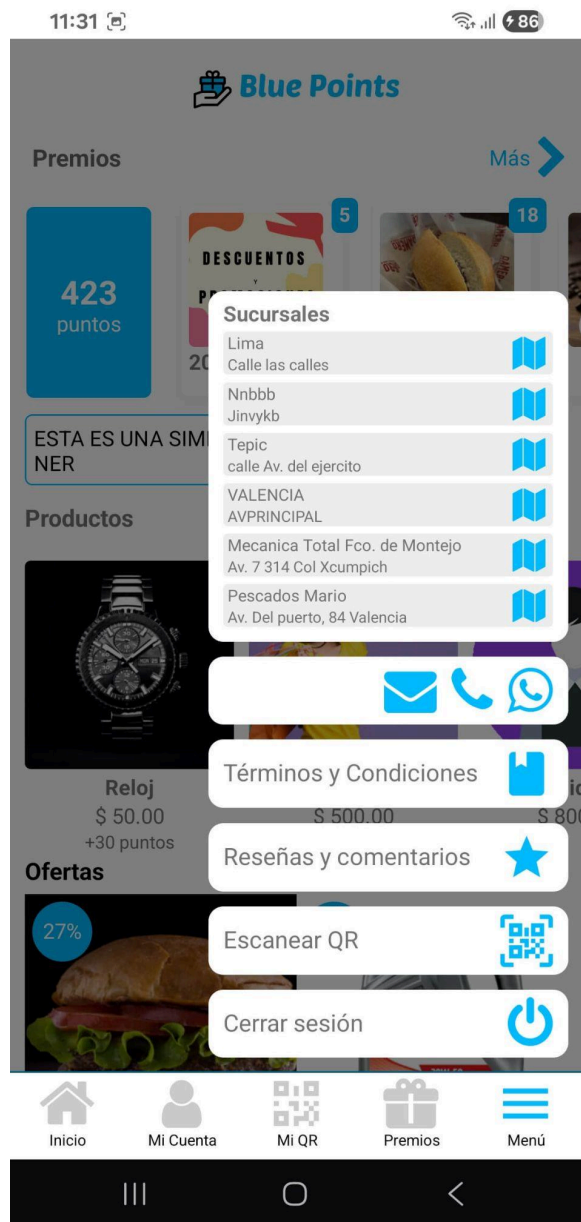 11:31
86
Blue Points
Premios
Más
5
18
423
puntos
DESCUENTOS
Y
20
Sucursales
Lima
Calle las calles
Nnbbb
Jinvykb
Tepic
calle Av. del ejercito
VALENCIA
AVPRINCIPAL
Mecanica Total Fco. de Montejo
Av. 7 314 Col Xcumpich
Pescados Mario
Av. Del puerto, 84 Valencia
ESTA ES UNA SIM
NER
Productos
Reloj
$ 50.00
+30 puntos
$ 500.00
$ 800
Términos y Condiciones
Reseñas y comentarios
Ofertas
27%
Escanear QR
Cerrar sesión
Inicio
Mi Cuenta
Mi QR
Premios
Menú